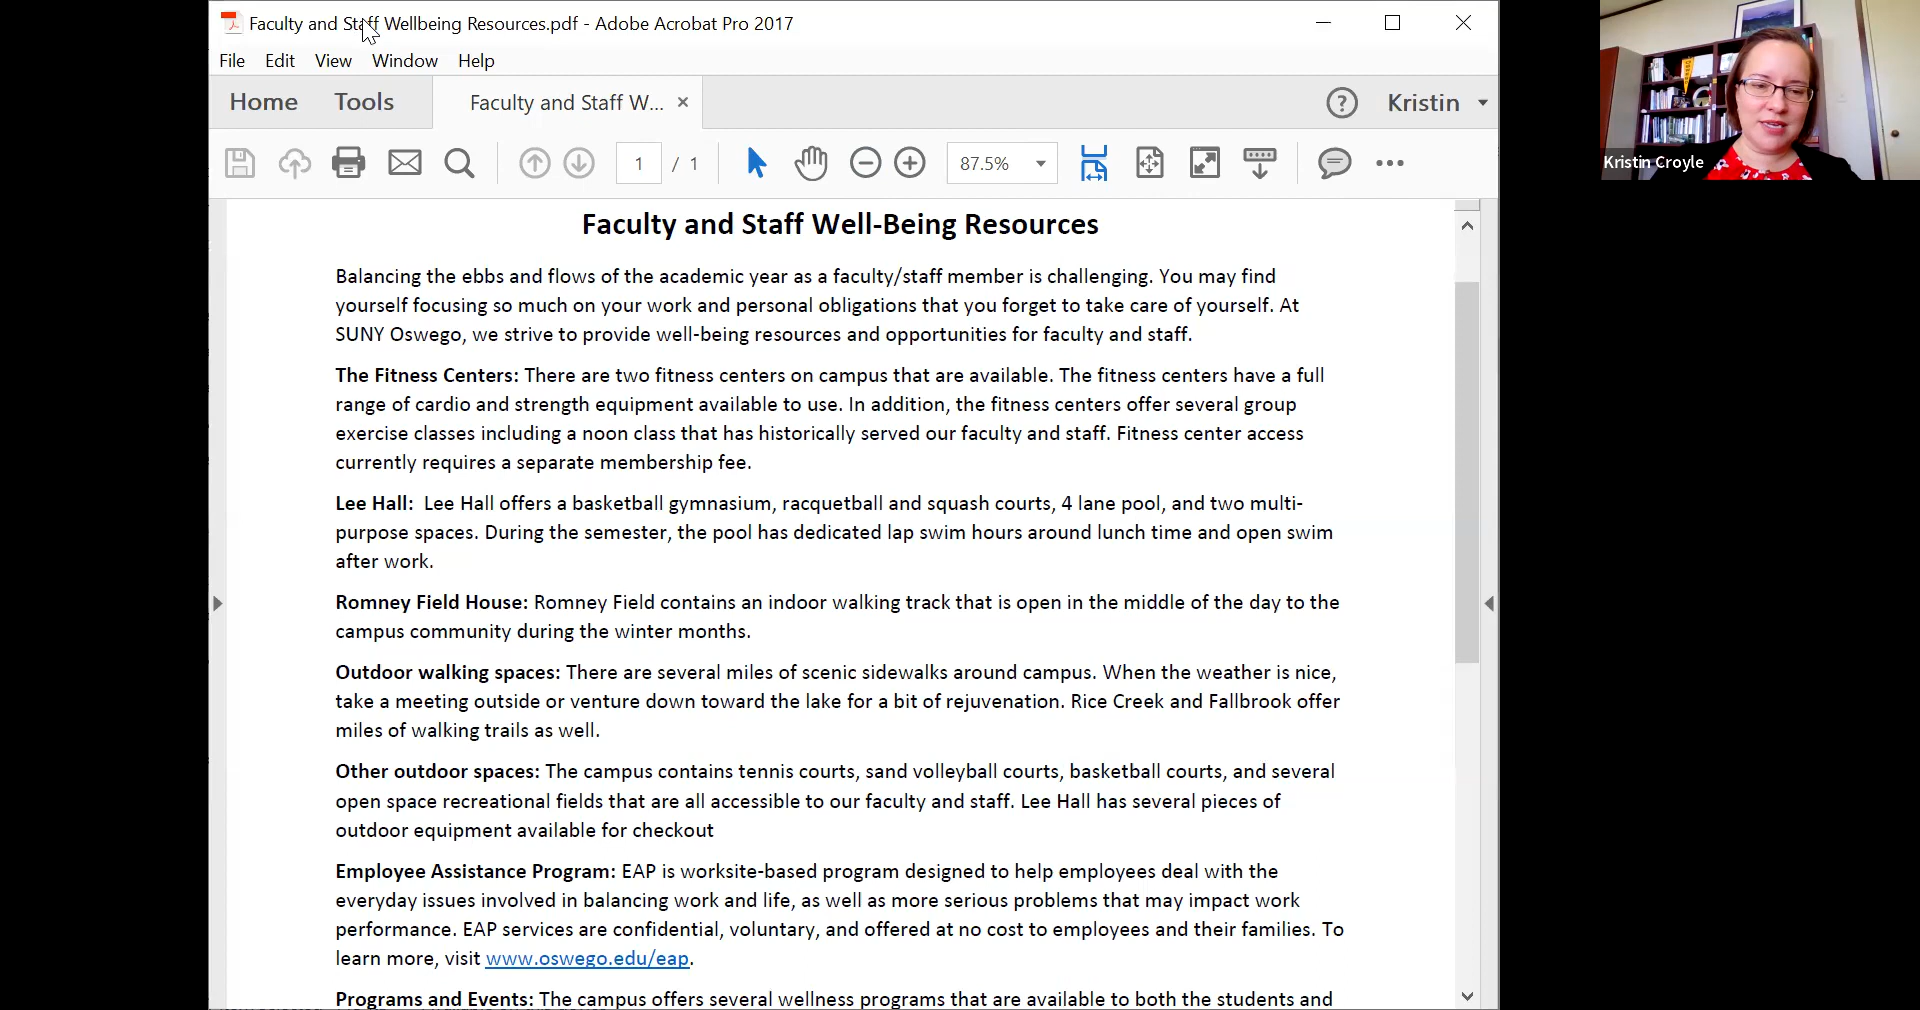 Faculty and Staff Wellbeing Resources.pdf - Adobe Acrobat Pro 2017
File Edit View Window Help
Home Tools Faculty and Staff W... × ? Kristin
1 / 1 87.5%
Kristin Croyle
Faculty and Staff Well-Being Resources
Balancing the ebbs and flows of the academic year as a faculty/staff member is challenging. You may find
yourself focusing so much on your work and personal obligations that you forget to take care of yourself. At
SUNY Oswego, we strive to provide well-being resources and opportunities for faculty and staff.
The Fitness Centers: There are two fitness centers on campus that are available. The fitness centers have a full
range of cardio and strength equipment available to use. In addition, the fitness centers offer several group
exercise classes including a noon class that has historically served our faculty and staff. Fitness center access
currently requires a separate membership fee.
Lee Hall: Lee Hall offers a basketball gymnasium, racquetball and squash courts, 4 lane pool, and two multi-
purpose spaces. During the semester, the pool has dedicated lap swim hours around lunch time and open swim
after work.
Romney Field House: Romney Field contains an indoor walking track that is open in the middle of the day to the
campus community during the winter months.
Outdoor walking spaces: There are several miles of scenic sidewalks around campus. When the weather is nice,
take a meeting outside or venture down toward the lake for a bit of rejuvenation. Rice Creek and Fallbrook offer
miles of walking trails as well.
Other outdoor spaces: The campus contains tennis courts, sand volleyball courts, basketball courts, and several
open space recreational fields that are all accessible to our faculty and staff. Lee Hall has several pieces of
outdoor equipment available for checkout
Employee Assistance Program: EAP is worksite-based program designed to help employees deal with the
everyday issues involved in balancing work and life, as well as more serious problems that may impact work
performance. EAP services are confidential, voluntary, and offered at no cost to employees and their families. To
learn more, visit www.oswego.edu/eap.
Programs and Events: The campus offers several wellness programs that are available to both the students and